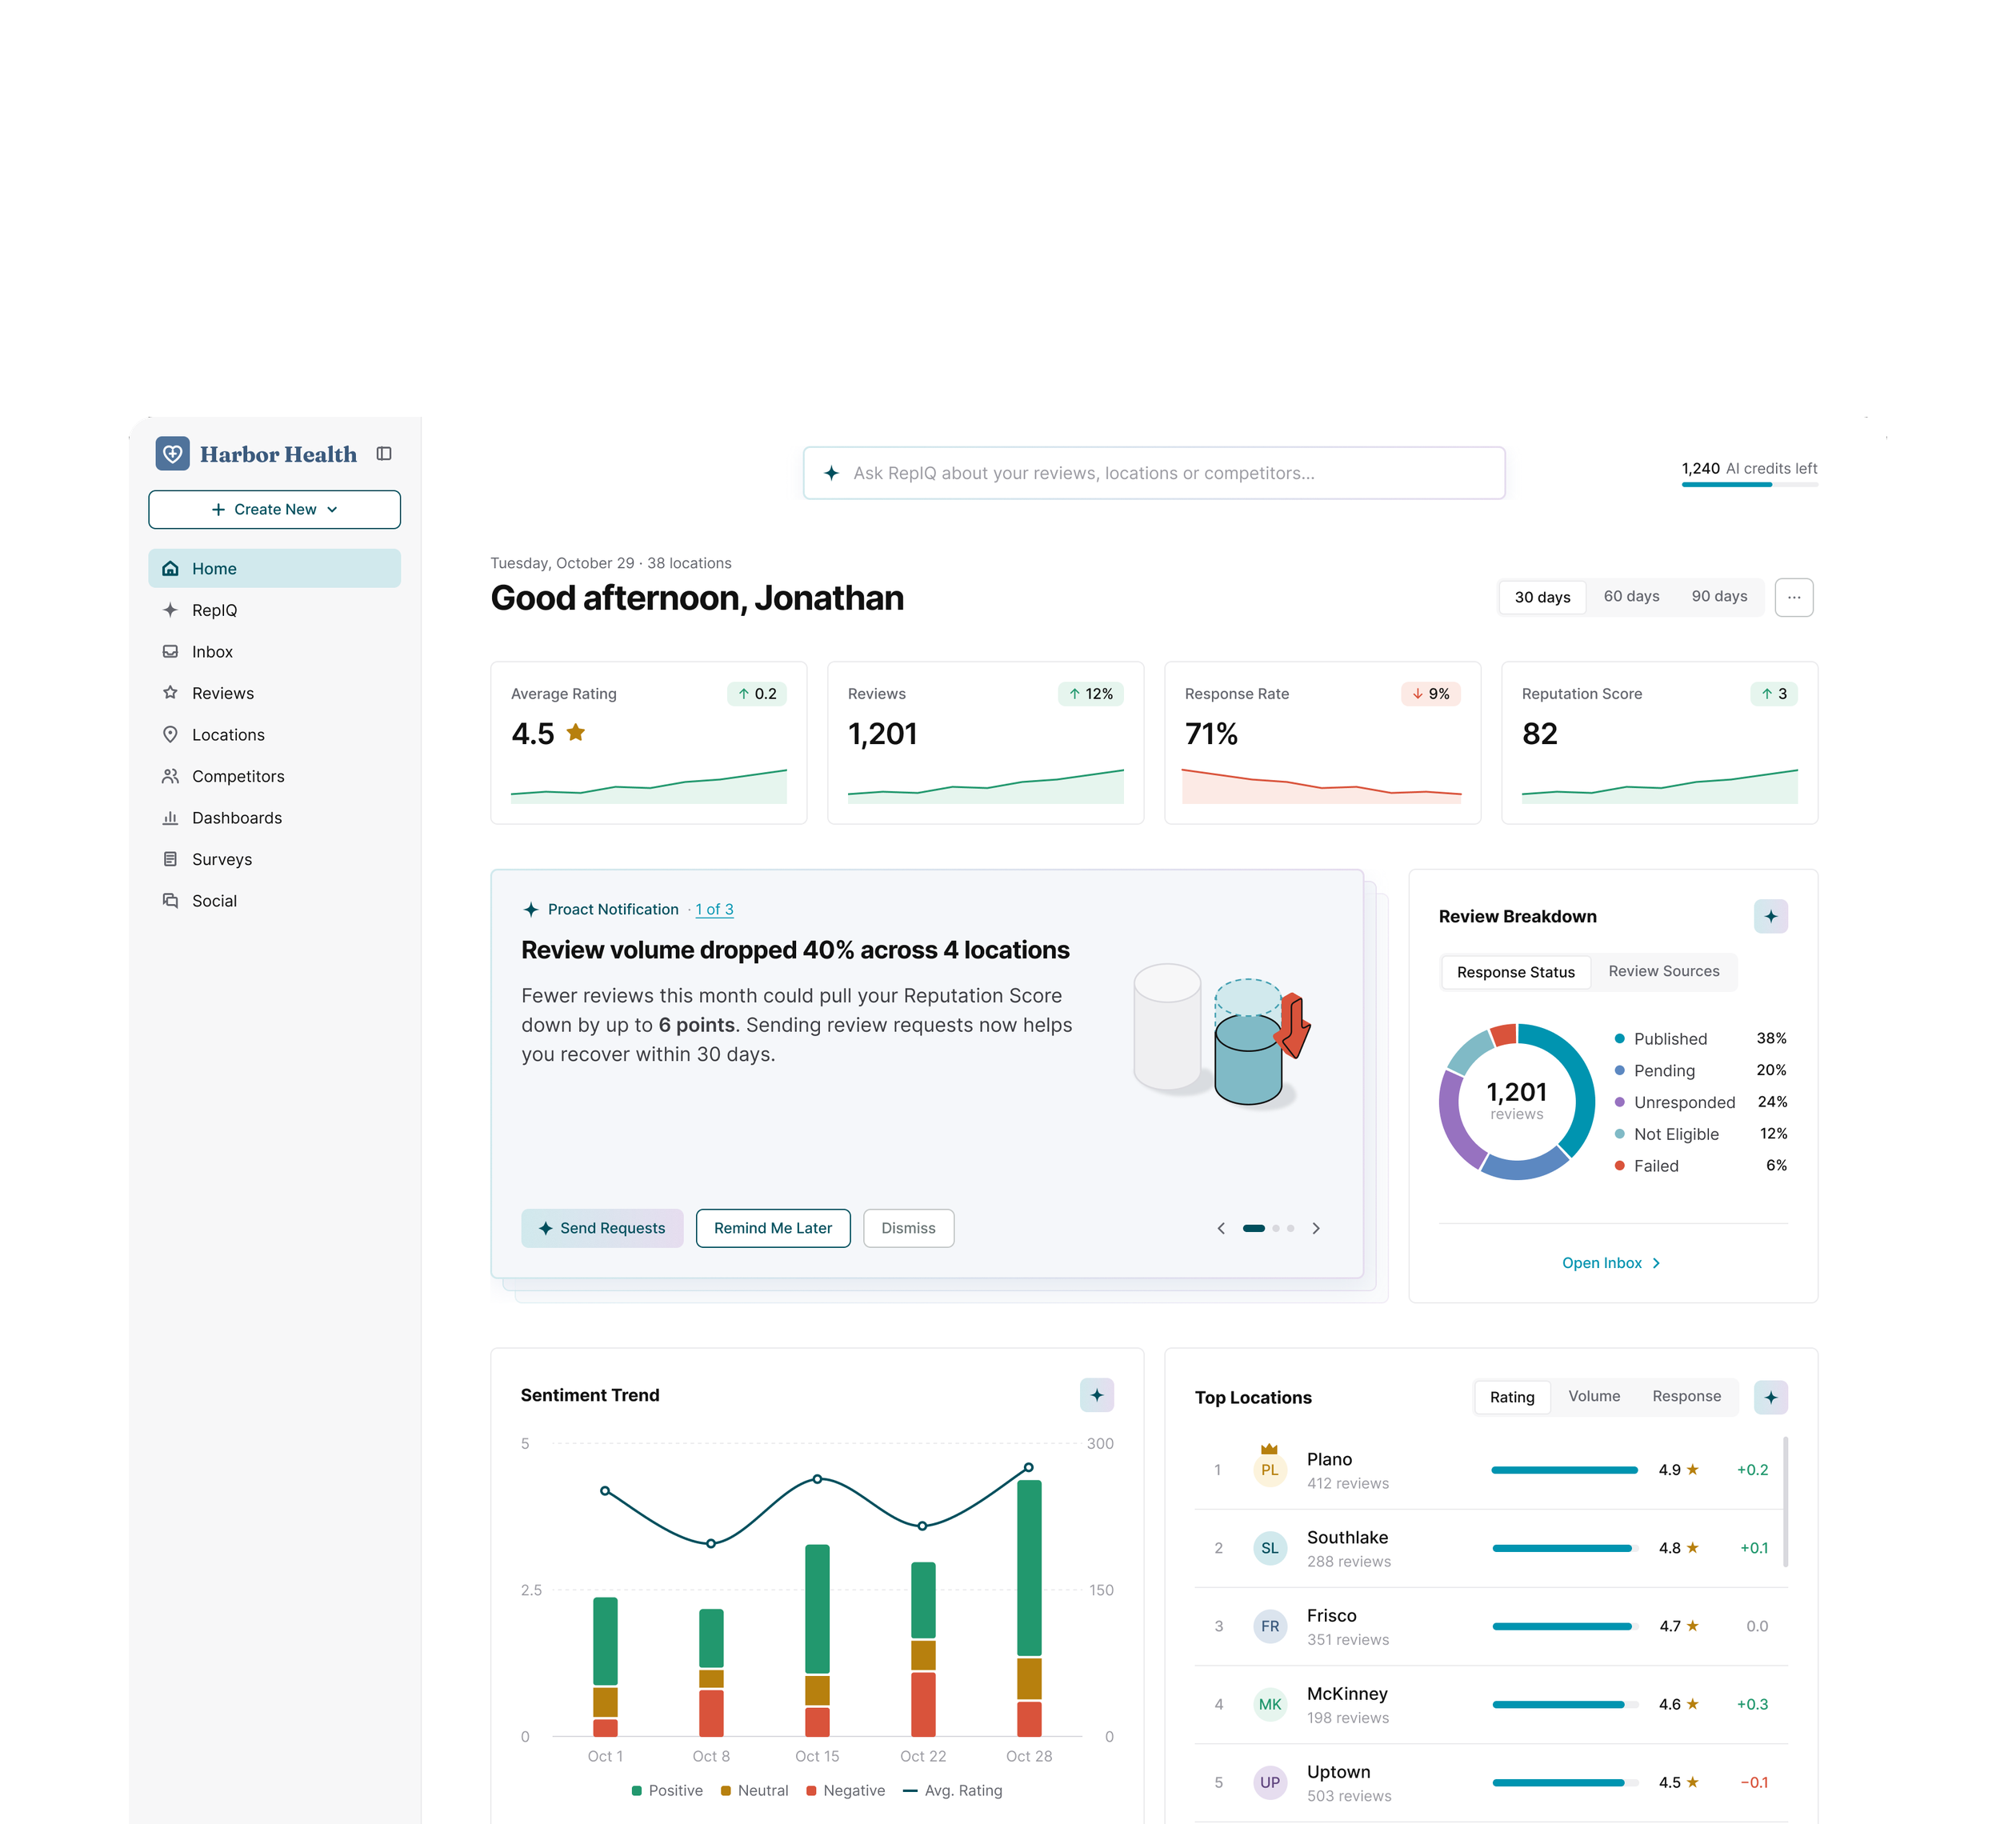 Harbor Health
Create New
Home
RepIQ
Inbox
Reviews
Locations
Competitors
Dashboards
Surveys
Social
Ask RepIQ about your reviews, locations or competitors...
1,240 AI credits left
Tuesday, October 29 · 38 locations
Good afternoon, Jonathan
30 days 60 days 90 days ...
Average Rating ↑ 0.2
4.5 ★
Reviews ↑ 12%
1,201
Response Rate ↓ 9%
71%
Reputation Score ↑ 3
82
Proact Notification · 1 of 3
Review volume dropped 40% across 4 locations
Fewer reviews this month could pull your Reputation Score
down by up to 6 points. Sending review requests now helps
you recover within 30 days.
Send Requests Remind Me Later Dismiss
Review Breakdown
Response Status Review Sources
1,201
reviews
Published 38%
Pending 20%
Unresponded 24%
Not Eligible 12%
Failed 6%
Open Inbox
Sentiment Trend
5 300
2.5 150
0 0
Oct 1 Oct 8 Oct 15 Oct 22 Oct 28
Positive Neutral Negative Avg. Rating
Top Locations
Rating Volume Response
1 PL Plano 4.9 ★ +0.2
412 reviews
2 SL Southlake 4.8 ★ +0.1
288 reviews
3 FR Frisco 4.7 ★ 0.0
351 reviews
4 MK McKinney 4.6 ★ +0.3
198 reviews
5 UP Uptown 4.5 ★ −0.1
503 reviews